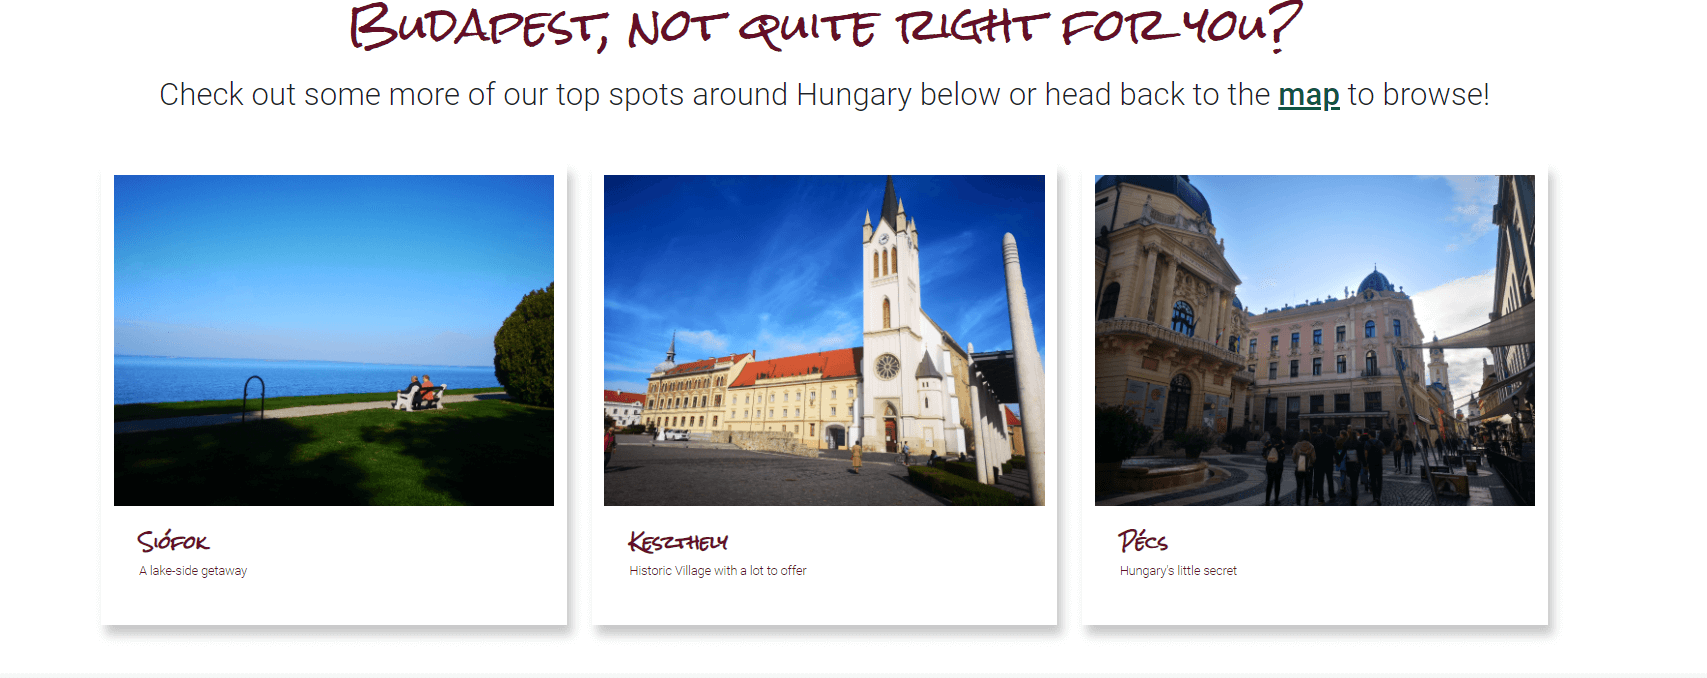 Budapest, not quite right for you?
Check out some more of our top spots around Hungary below or head back to the map to browse!
Siófok
A lake-side getaway
Keszthely
Historic Village with a lot to offer
Pécs
Hungary's little secret